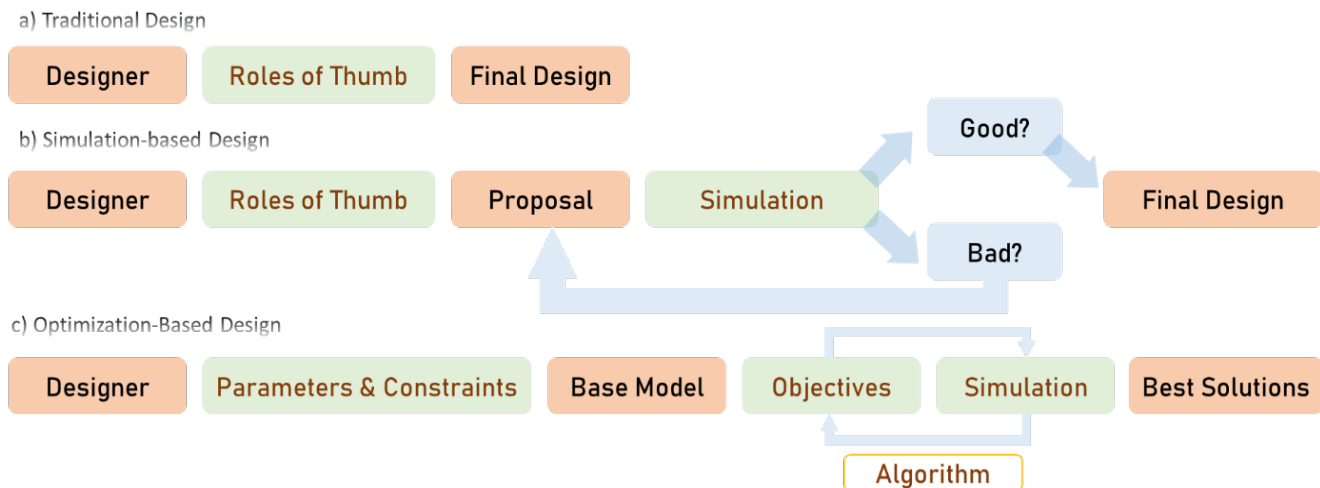 a) Traditional Design
Designer Roles of Thumb Final Design
b) Simulation-based Design
Good?
Designer Roles of Thumb Proposal Simulation Final Design
Bad?
c) Optimization-Based Design
Designer Parameters & Constraints Base Model Objectives Simulation Best Solutions
Algorithm